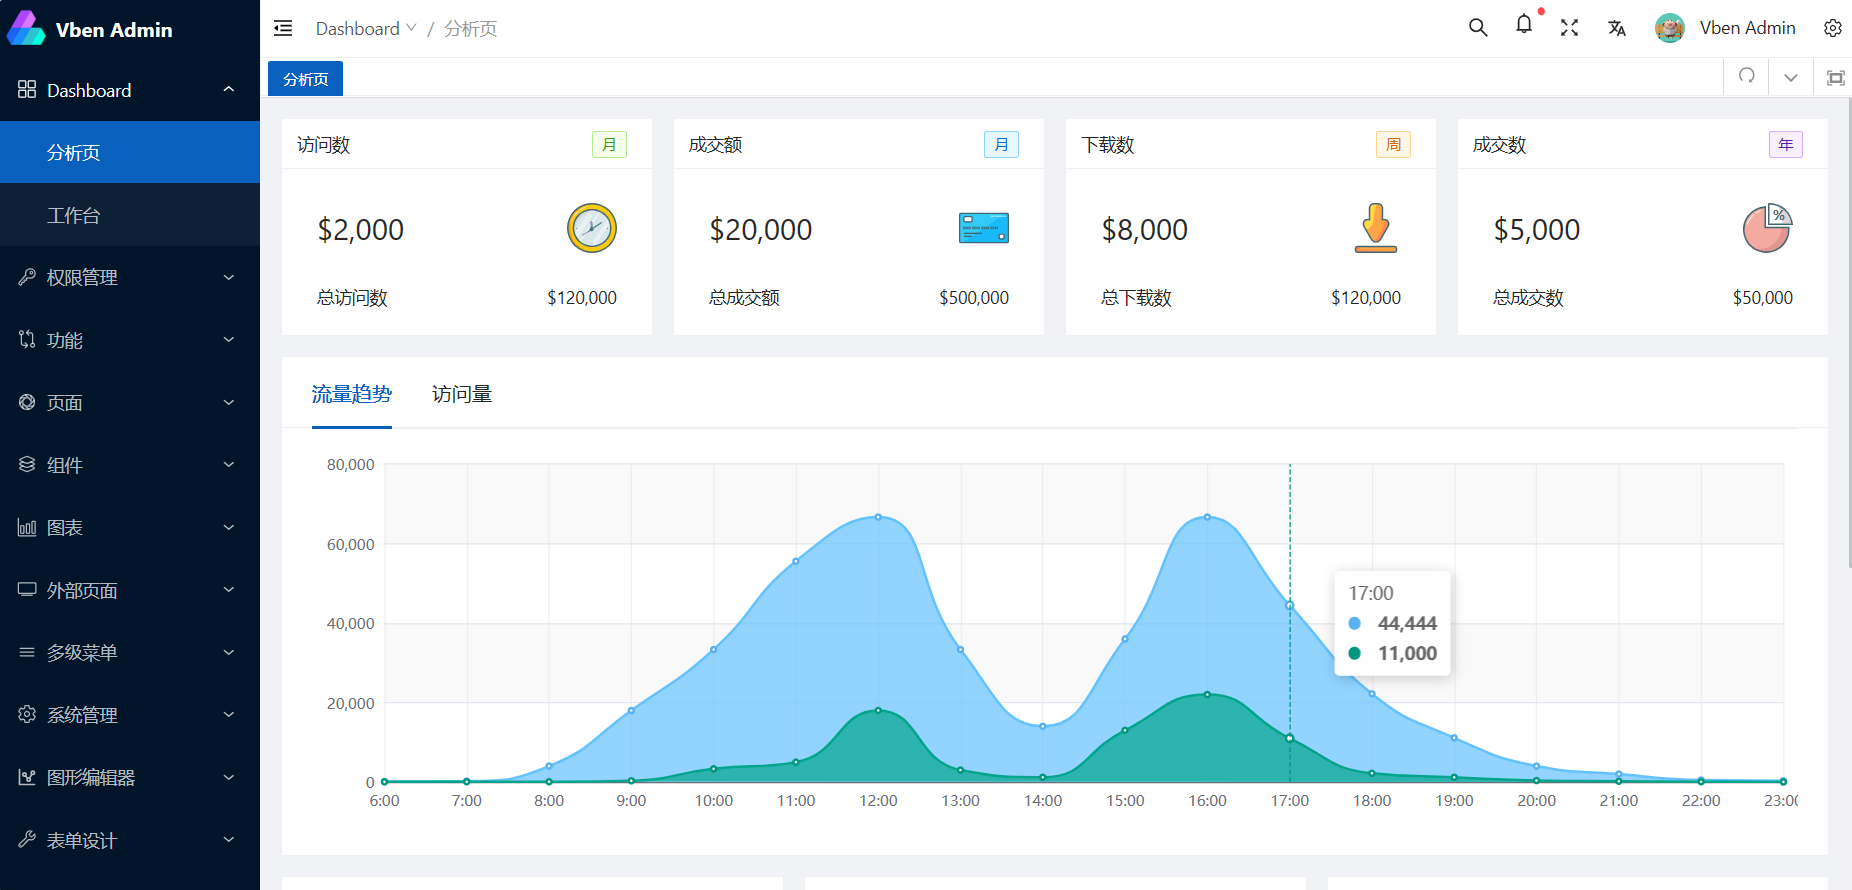 Vben Admin
Dashboard
分析页
工作台
权限管理
功能
页面
组件
图表
外部页面
多级菜单
系统管理
图形编辑器
表单设计
Dashboard / 分析页
Vben Admin
分析页
访问数 月
$2,000
总访问数 $120,000
成交额 月
$20,000
总成交额 $500,000
下载数 周
$8,000
总下载数 $120,000
成交数 年
%
$5,000
总成交数 $50,000
流量趋势 访问量
80,000
60,000
40,000
20,000
0
17:00
44,444
11,000
6:00 7:00 8:00 9:00 10:00 11:00 12:00 13:00 14:00 15:00 16:00 17:00 18:00 19:00 20:00 21:00 22:00 23:00